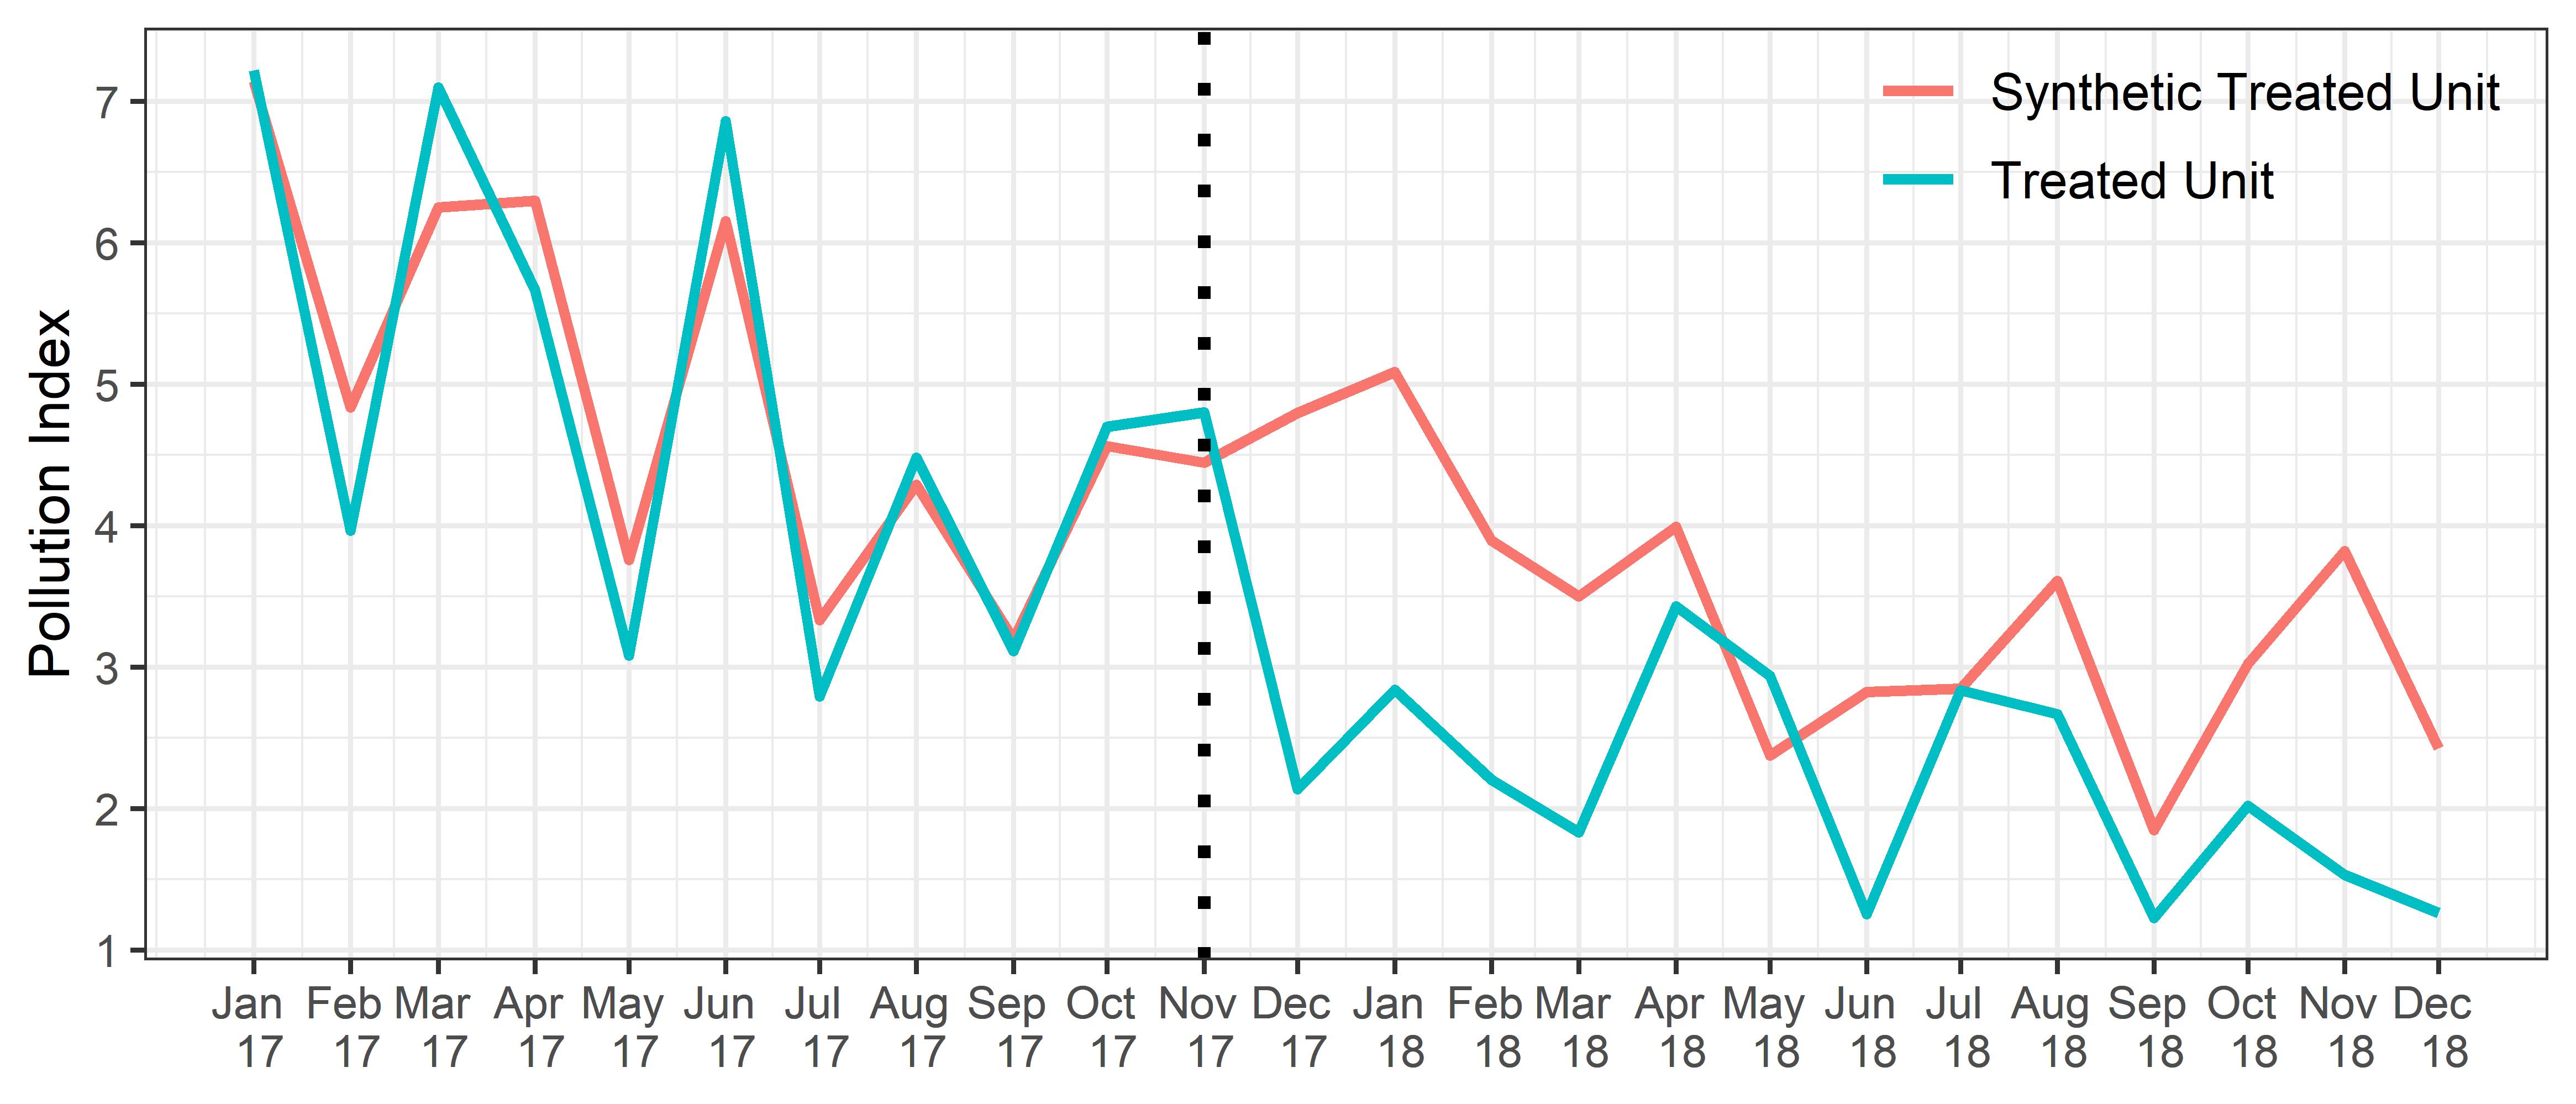 Pollution Index
7
6
5
4
3
2
1
Synthetic Treated Unit
Treated Unit
Jan Feb Mar Apr May Jun Jul Aug Sep Oct Nov Dec Jan Feb Mar Apr May Jun Jul Aug Sep Oct Nov Dec
17 17 17 17 17 17 17 17 17 17 17 17 18 18 18 18 18 18 18 18 18 18 18 18